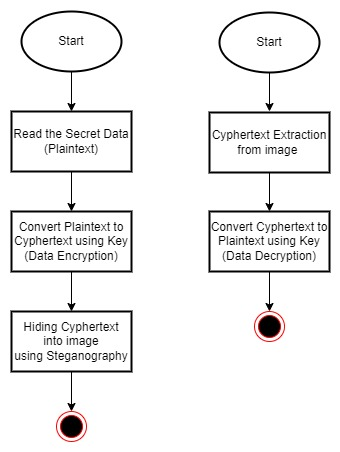 Start
Read the Secret Data
(Plaintext)
Convert Plaintext to
Cyphertext using Key
(Data Encryption)
Hiding Cyphertext
into image
using Steganography
Start
Cyphertext Extraction
from image
Convert Cyphertext to
Plaintext using Key
(Data Decryption)